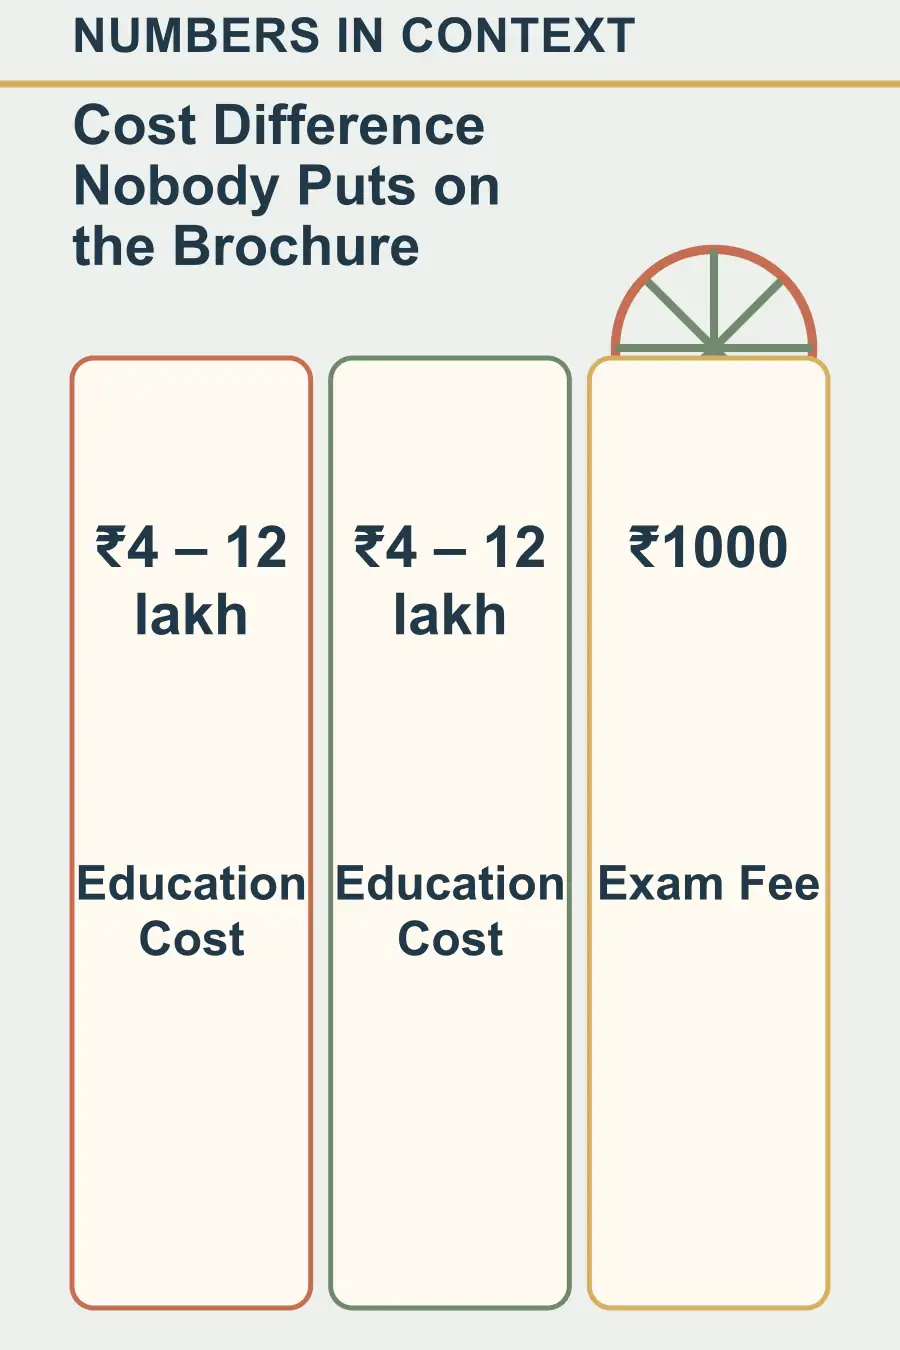 NUMBERS IN CONTEXT
Cost Difference
Nobody Puts on
the Brochure
₹4 – 12
lakh
Education
Cost
₹4 – 12
lakh
Education
Cost
₹1000
Exam Fee